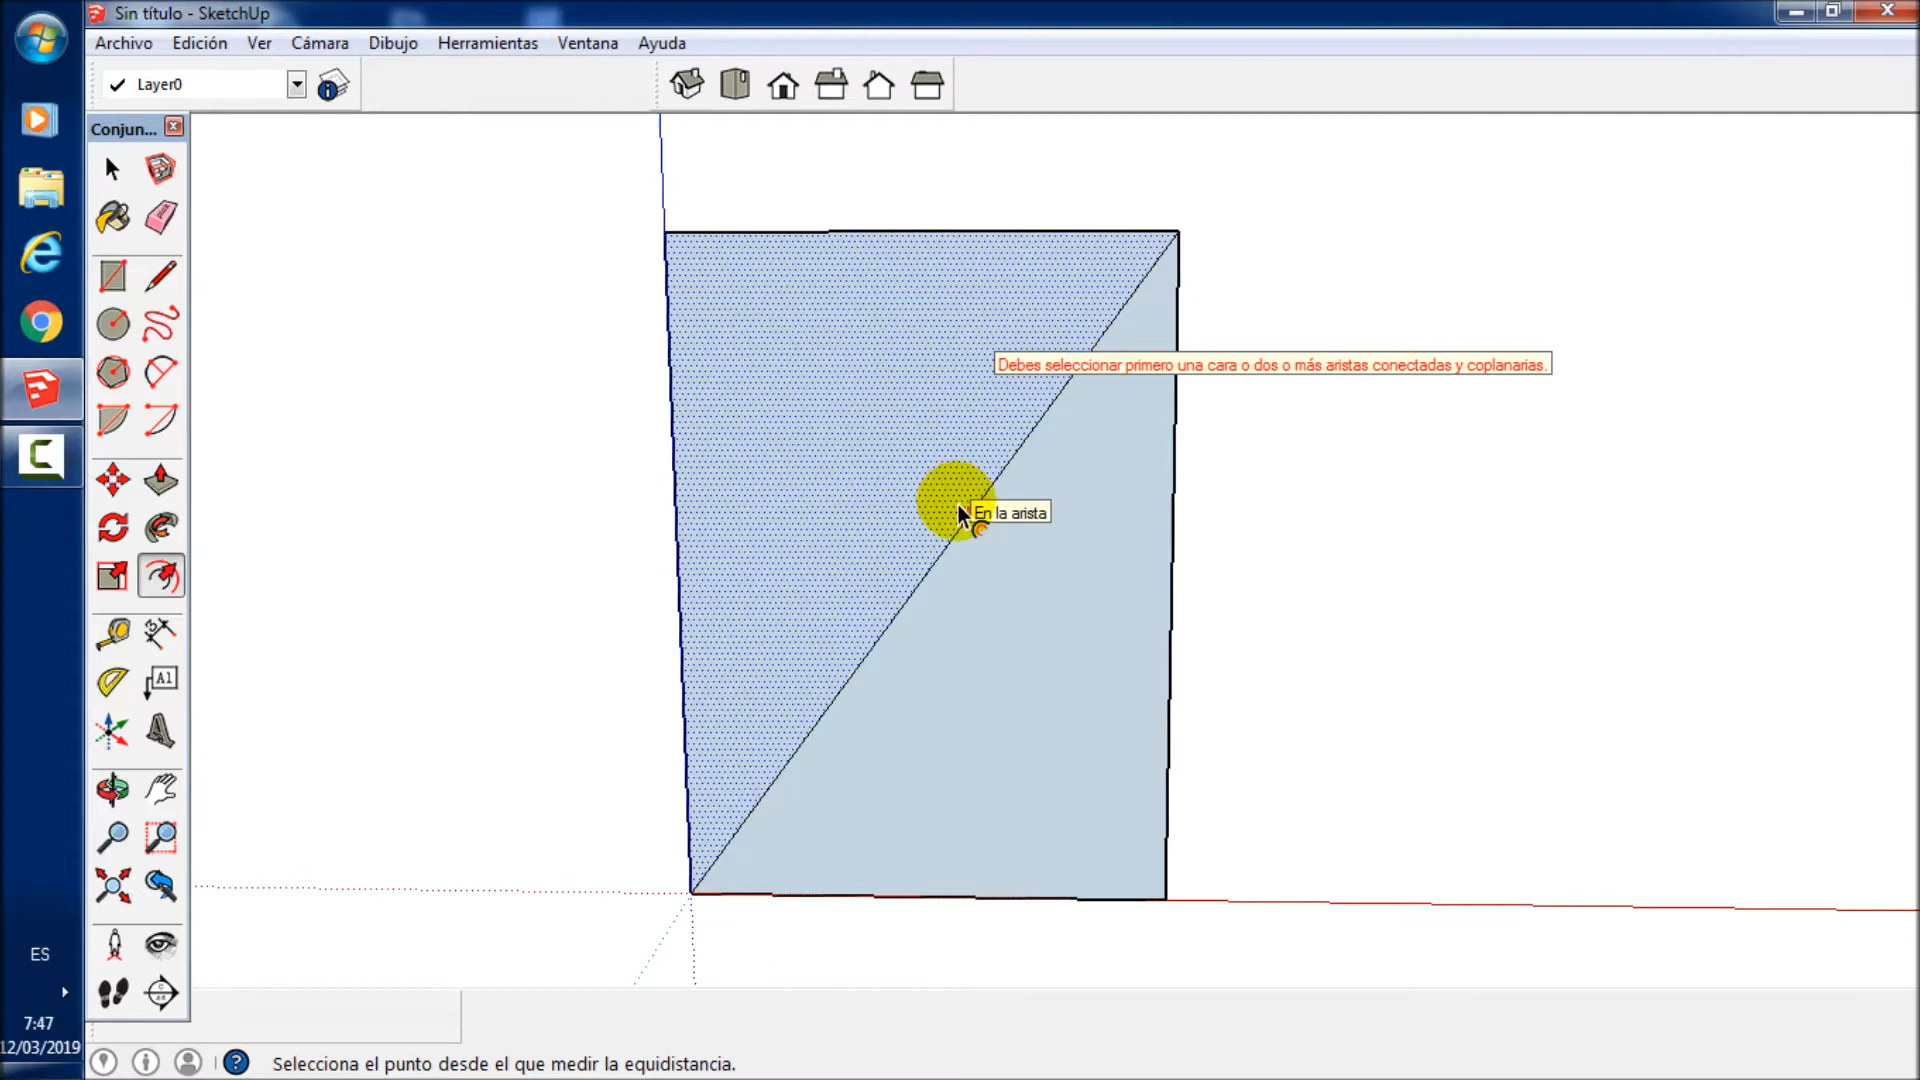 Sin título - SketchUp
Archivo Edición Ver Cámara Dibujo Herramientas Ventana Ayuda
Layer0
Conjun...
Debes seleccionar primero una cara o dos o más aristas conectadas y coplanarias.
En la arista
A1
ES
7:47
12/03/2019
Selecciona el punto desde el que medir la equidistancia.